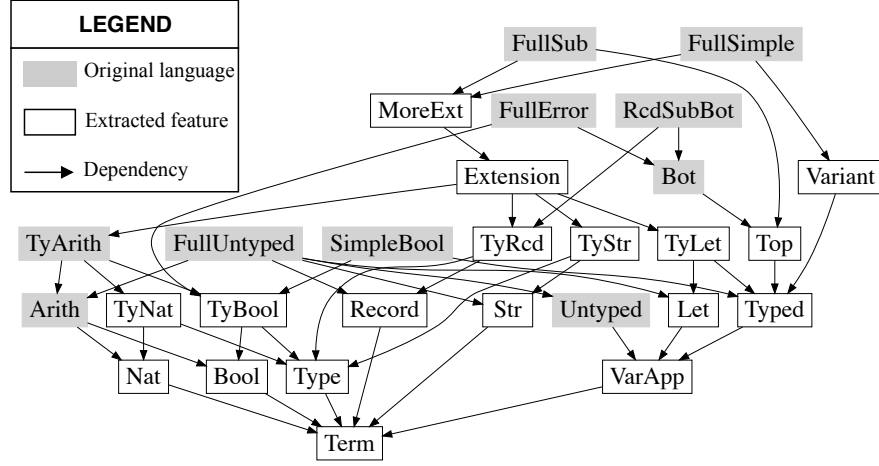 LEGEND
Original language
Extracted feature
Dependency
FullSub FullSimple
MoreExt FullError RcdSubBot
Extension Bot Variant
TyArith FullUntyped SimpleBool TyRcd TyStr TyLet Top
Arith TyNat TyBool Record Str Untyped Let Typed
Nat Bool Type VarApp
Term